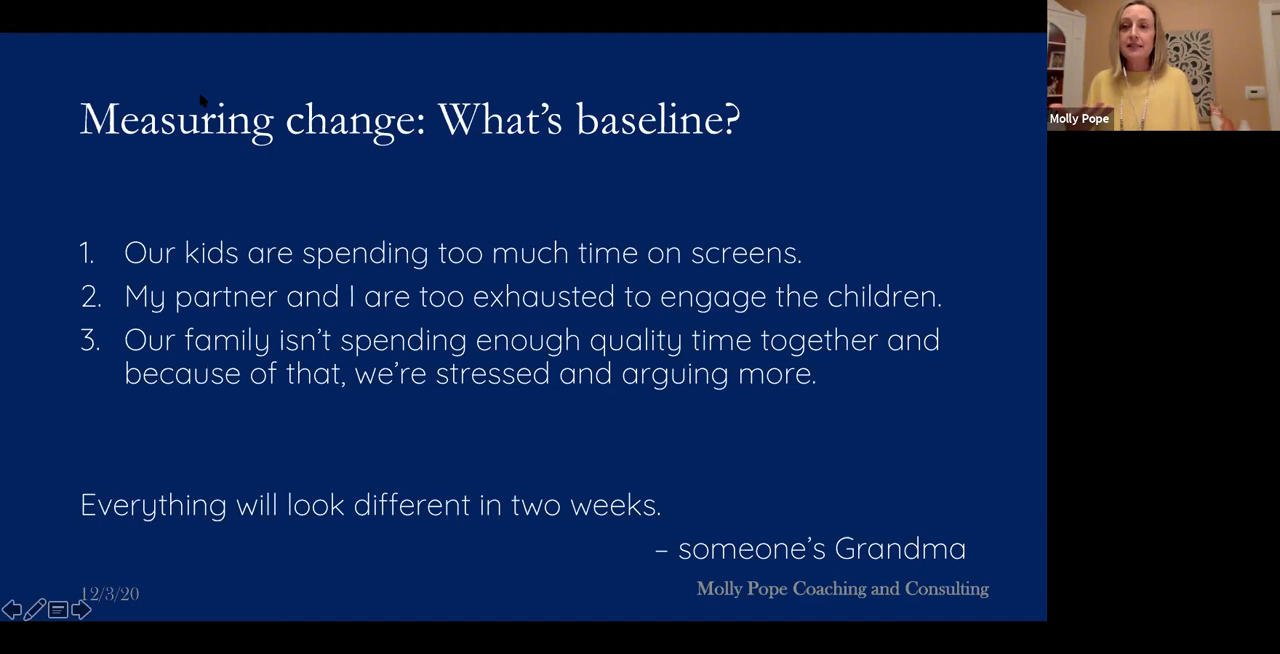 Measuring change: What's baseline?
1. Our kids are spending too much time on screens.
2. My partner and I are too exhausted to engage the children.
3. Our family isn't spending enough quality time together and
because of that, we're stressed and arguing more.
Everything will look different in two weeks.
– someone's Grandma
12/3/20
Molly Pope Coaching and Consulting
Molly Pope